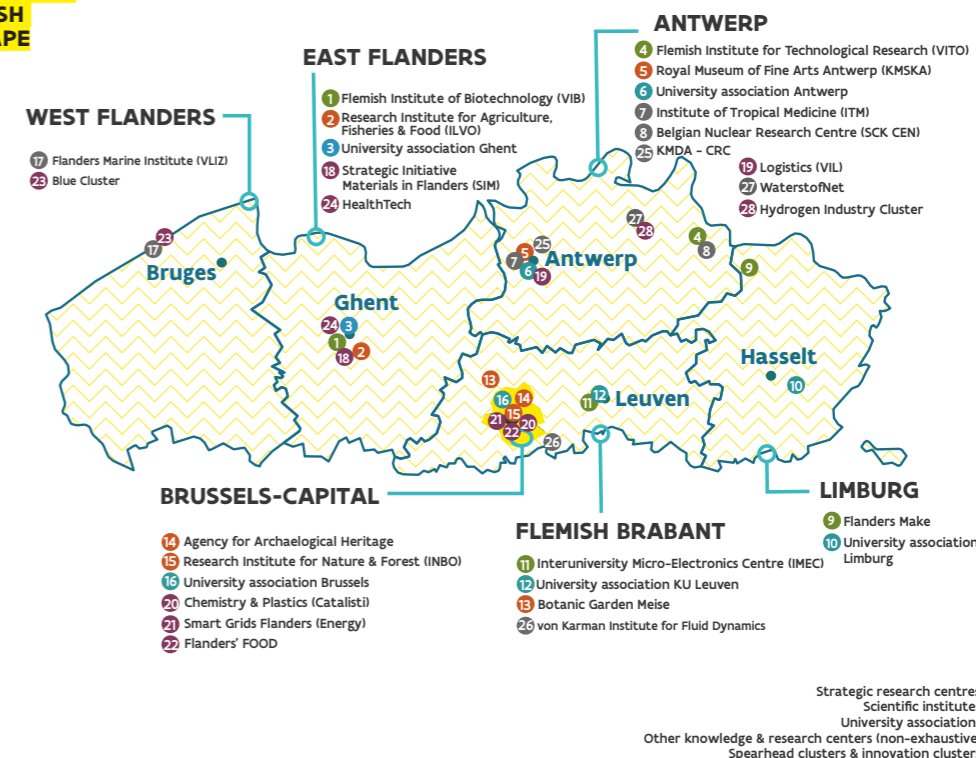 SH
APE
WEST FLANDERS
17 Flanders Marine Institute (VLIZ)
23 Blue Cluster
EAST FLANDERS
1 Flemish Institute of Biotechnology (VIB)
2 Research Institute for Agriculture,
Fisheries & Food (ILVO)
3 University association Ghent
18 Strategic Initiative
Materials in Flanders (SIM)
24 HealthTech
ANTWERP
4 Flemish Institute for Technological Research (VITO)
5 Royal Museum of Fine Arts Antwerp (KMSKA)
6 University association Antwerp
7 Institute of Tropical Medicine (ITM)
8 Belgian Nuclear Research Centre (SCK CEN)
25 KMDA - CRC
19 Logistics (VIL)
27 WaterstofNet
28 Hydrogen Industry Cluster
23
17
Bruges
Ghent
24 3
1
18 2
27
28
4
8
25
5
7
6
19
Antwerp
9
Hasselt
10
13
16 14
15
21 20
22
26
12
11
Leuven
BRUSSELS-CAPITAL
14 Agency for Archaelogical Heritage
15 Research Institute for Nature & Forest (INBO)
16 University association Brussels
20 Chemistry & Plastics (Catalisti)
21 Smart Grids Flanders (Energy)
22 Flanders' FOOD
FLEMISH BRABANT
11 Interuniversity Micro-Electronics Centre (IMEC)
12 University association KU Leuven
13 Botanic Garden Meise
26 von Karman Institute for Fluid Dynamics
LIMBURG
9 Flanders Make
10 University association
Limburg
Strategic research centres
Scientific institute
University association
Other knowledge & research centers (non-exhaustive
Spearhead clusters & innovation cluster